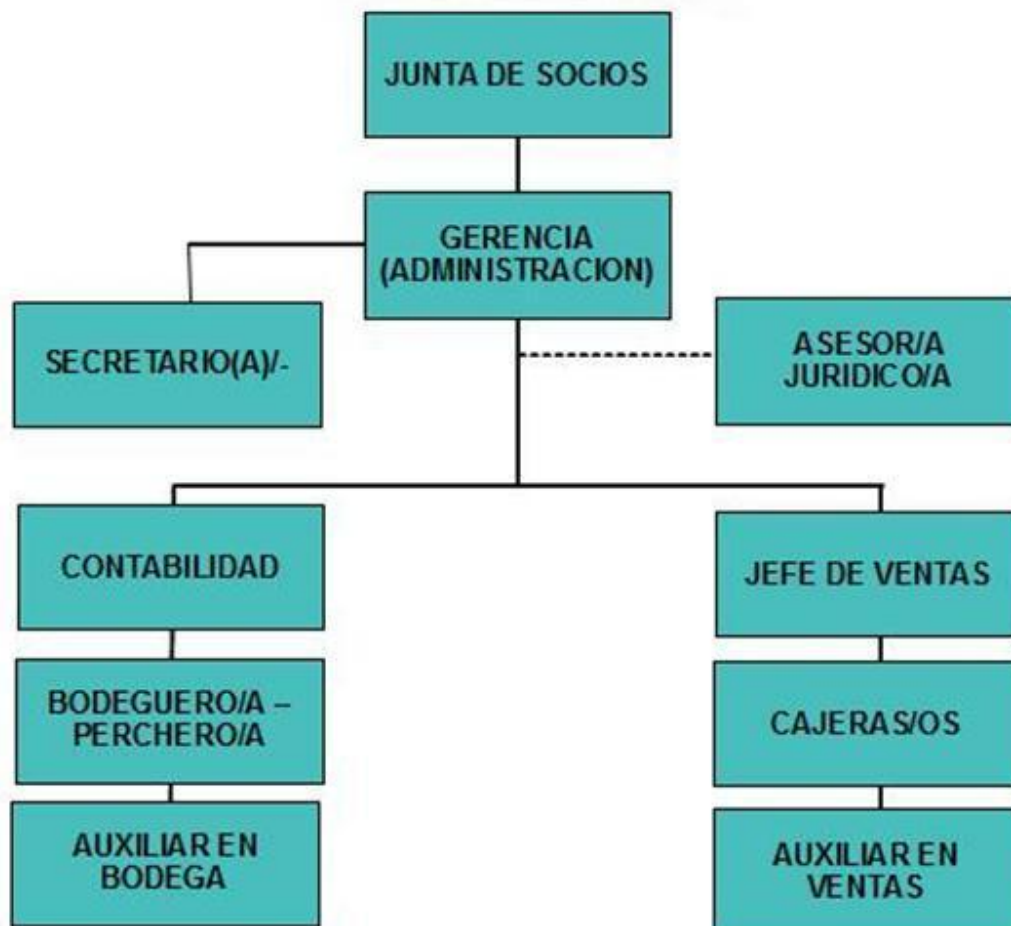 JUNTA DE SOCIOS
GERENCIA
(ADMINISTRACION)
SECRETARIO(A)/-
ASESOR/A
JURIDICO/A
CONTABILIDAD
JEFE DE VENTAS
BODEGUERO/A –
PERCHERO/A
CAJERAS/OS
AUXILIAR EN
BODEGA
AUXILIAR EN
VENTAS